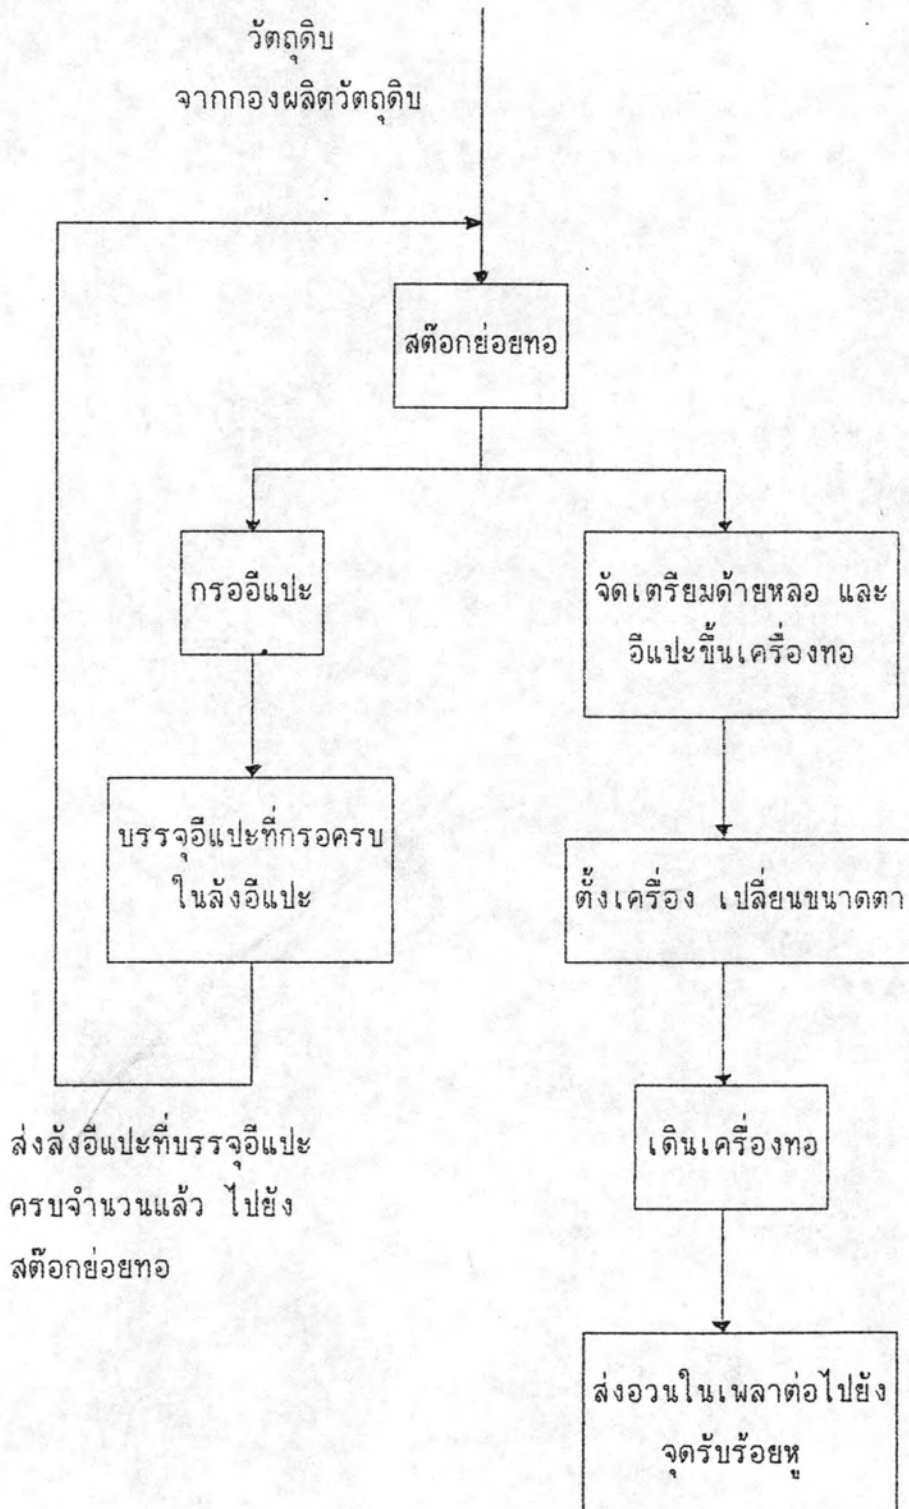 วัตถุดิบ
จากกองผลิตวัตถุดิบ
สต๊อกย่อยทอ
กรออีแปะ
บรรจุอีแปะที่กรอครบ
ในลังอีแปะ
ส่งลังอีแปะที่บรรจุอีแปะ
ครบจำนวนแล้ว ไปยัง
สต๊อกย่อยทอ
จัดเตรียมด้ายหลอ และ
อีแปะขึ้นเครื่องทอ
ตั้งเครื่อง เปลี่ยนขนาดตา
เดินเครื่องทอ
ส่งอวนในเพลาต่อไปยัง
จุดรับร้อยหู